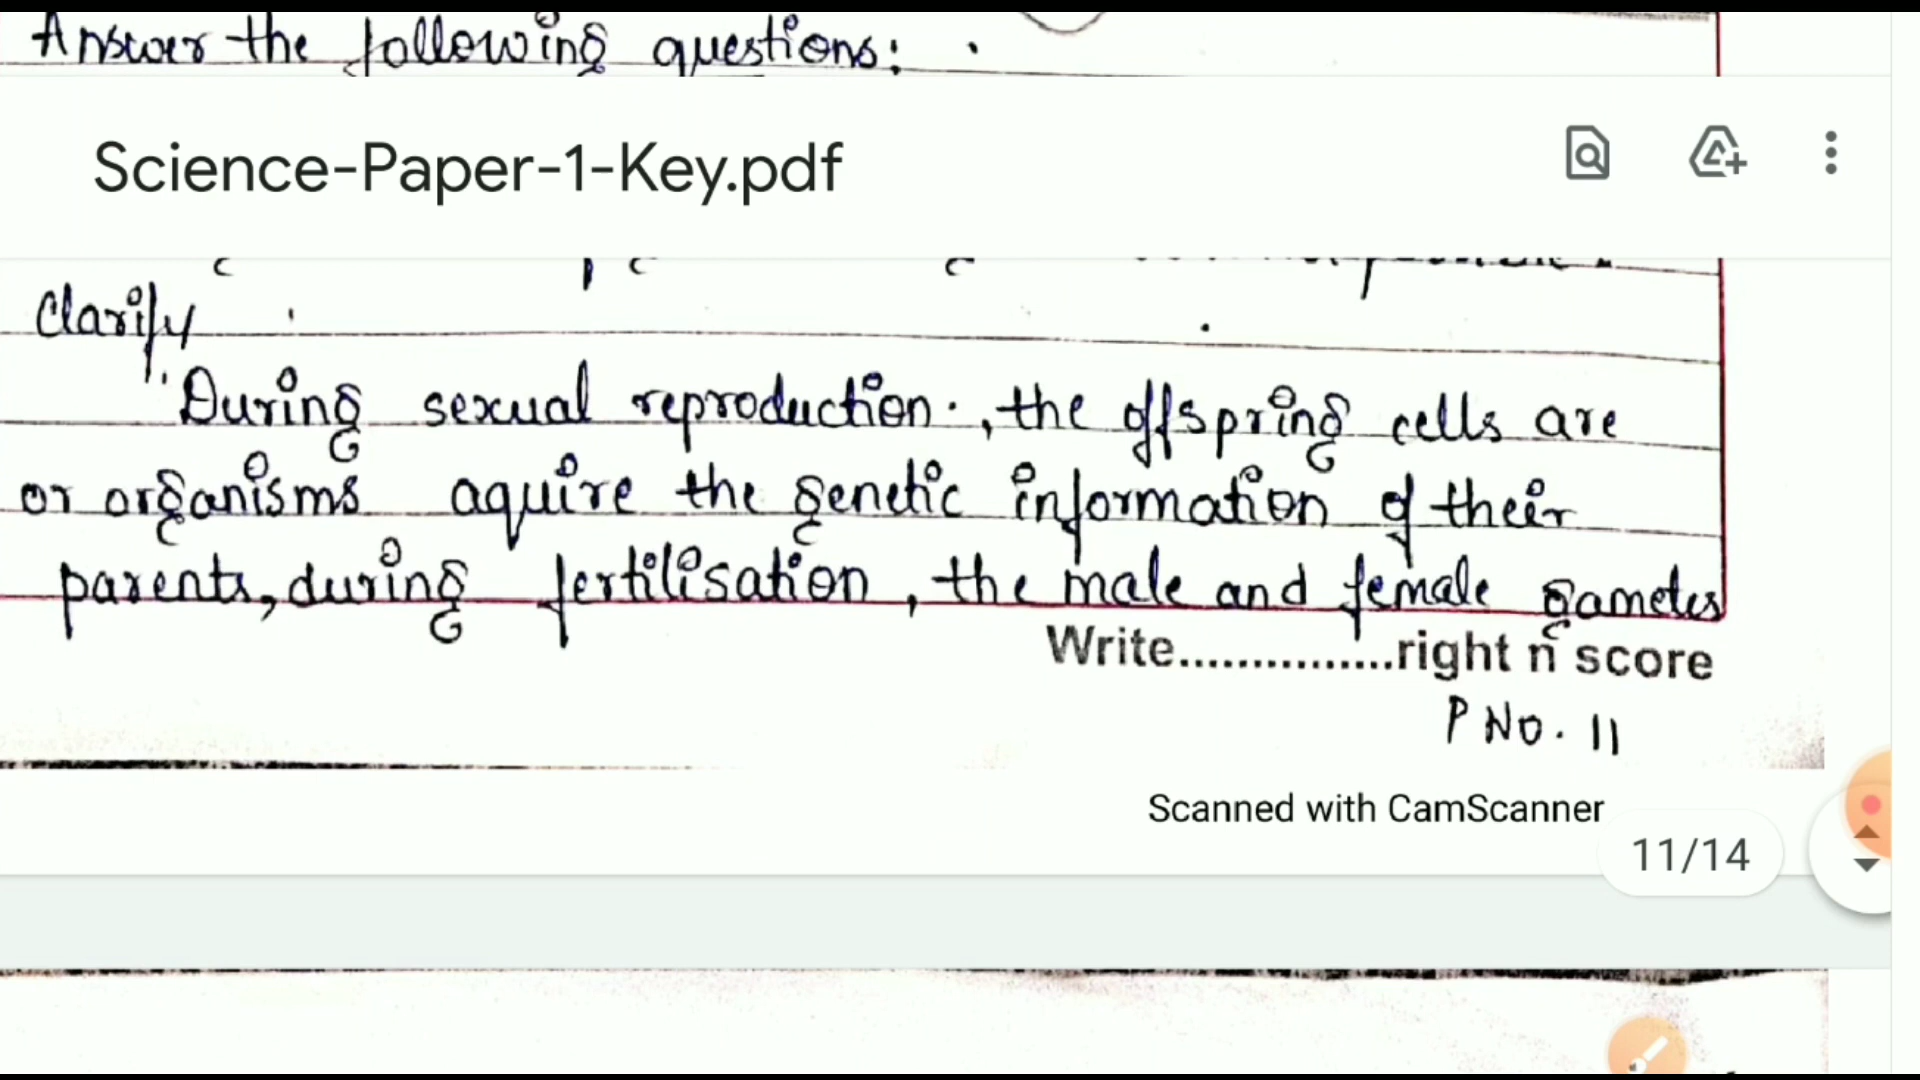 Answer the following questions:
Science-Paper-1-Key.pdf
Clarify
During sexual reproduction, the offspring cells are
or organisms aquire the genetic information of their
parents, during fertilisation, the male and female gametes
Write...............right n score
P NO. 11
Scanned with CamScanner
11/14